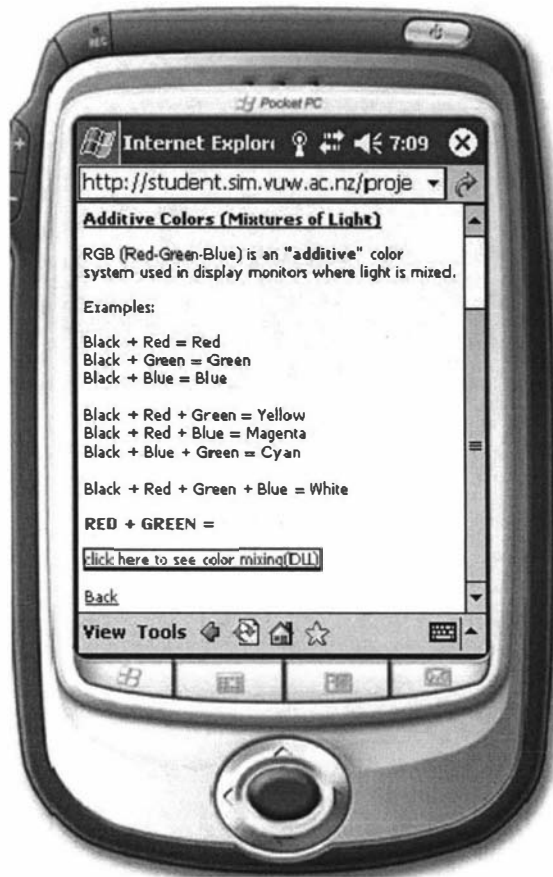 REC
Pocket PC
Internet Explor
7:09
http://student.sim.vuw.ac.nz/proje
Additive Colors (Mixtures of Light)
RGB (Red-Green-Blue) is an "additive" color
system used in display monitors where light is mixed.
Examples:
Black + Red = Red
Black + Green = Green
Black + Blue = Blue
Black + Red + Green = Yellow
Black + Red + Blue = Magenta
Black + Blue + Green = Cyan
Black + Red + Green + Blue = White
RED + GREEN =
click here to see color mixing(DLL)
Back
View Tools